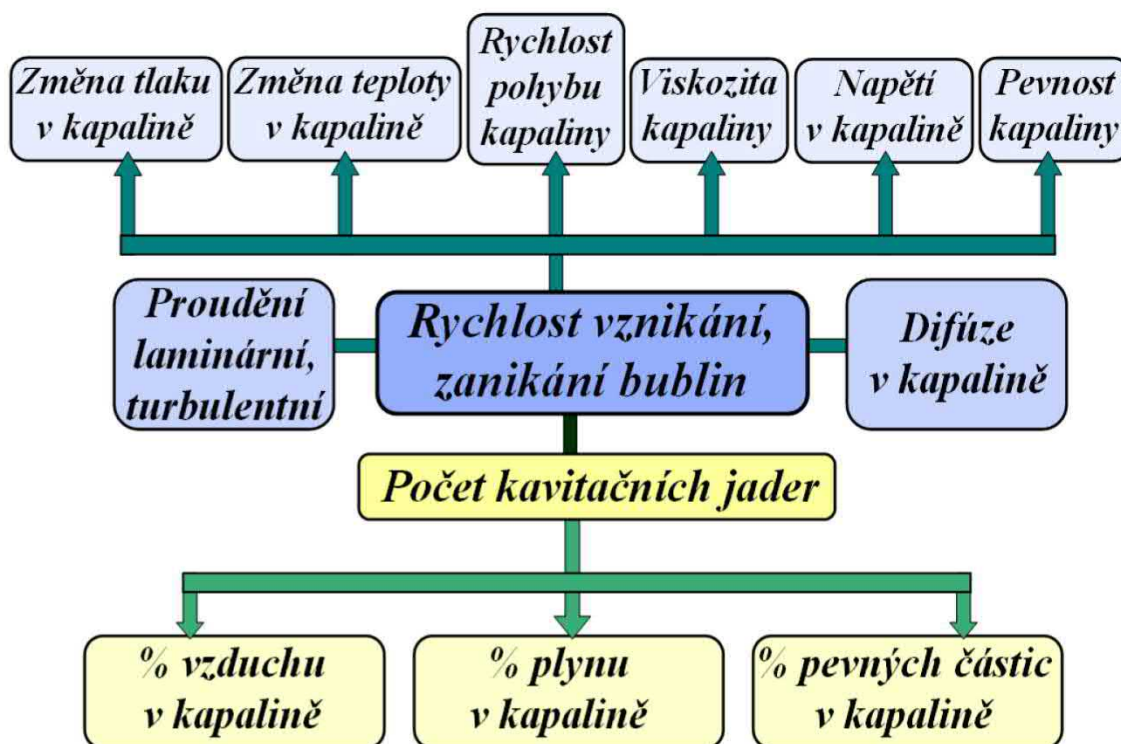 Změna tlaku
v kapalině
Změna teploty
v kapalině
Rychlost
pohybu
kapaliny
Viskozita
kapaliny
Napětí
v kapalině
Pevnost
kapaliny
Proudění
laminární,
turbulentní
Rychlost vznikání,
zanikání bublin
Difúze
v kapalině
Počet kavitačních jader
% vzduchu
v kapalině
% plynu
v kapalině
% pevných částic
v kapalině